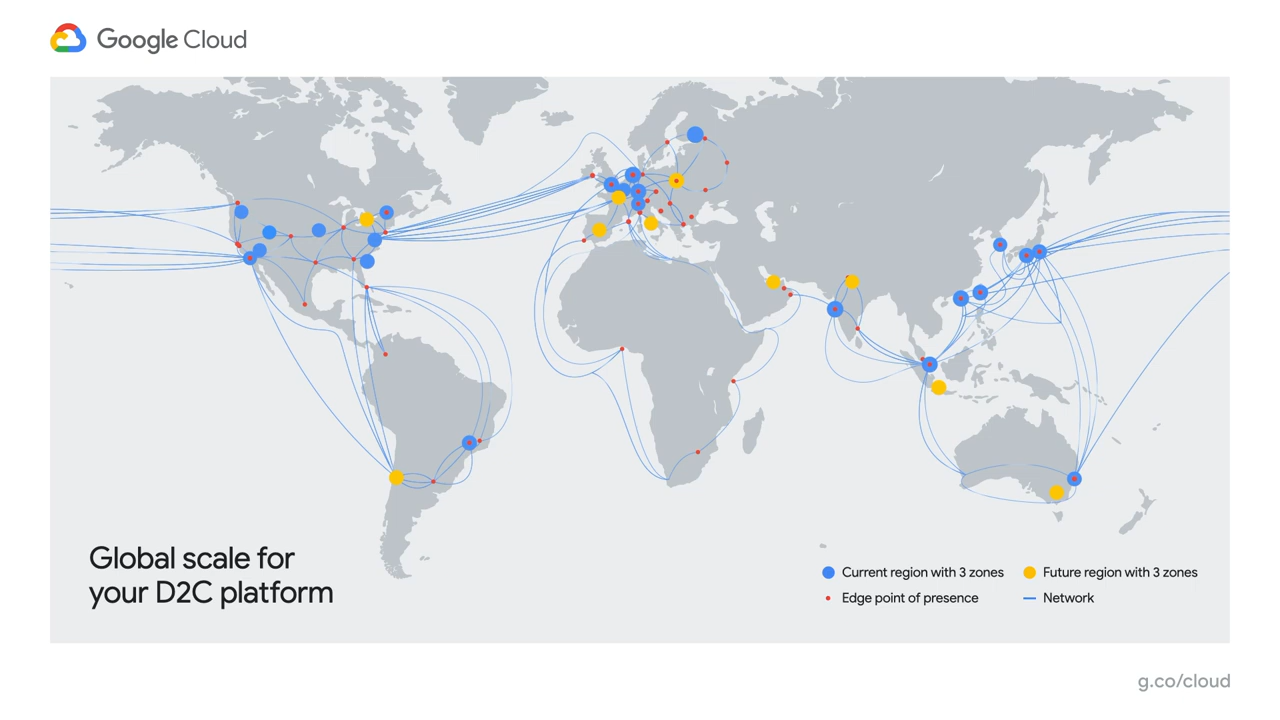 Google Cloud
Global scale for
your D2C platform
Current region with 3 zones
Future region with 3 zones
Edge point of presence
Network
g.co/cloud